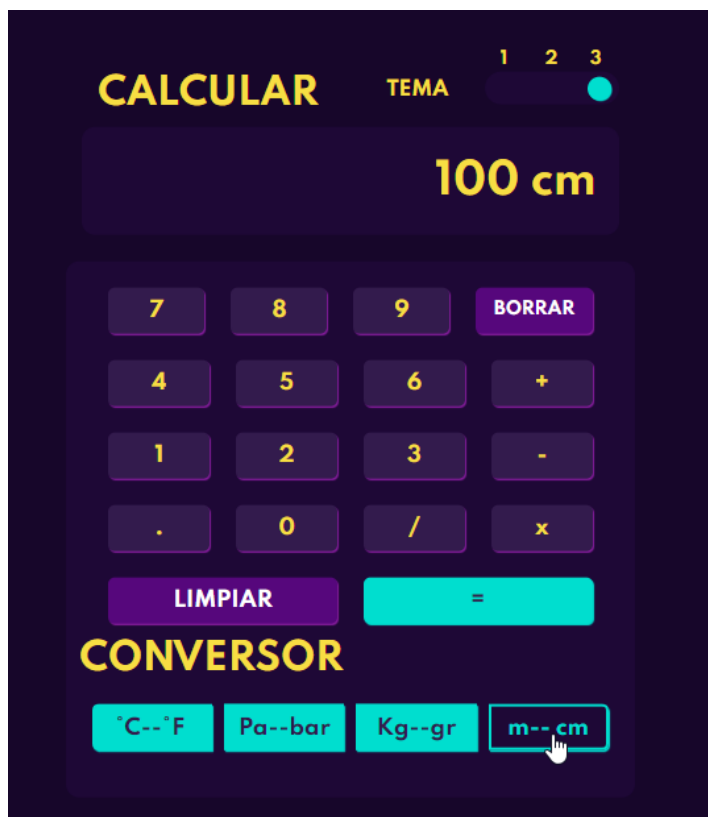 1 2 3
CALCULAR TEMA
100 cm
7 8 9 BORRAR
4 5 6 +
1 2 3 -
. 0 / x
LIMPIAR =
CONVERSOR
°C--°F Pa--bar Kg--gr m-- cm